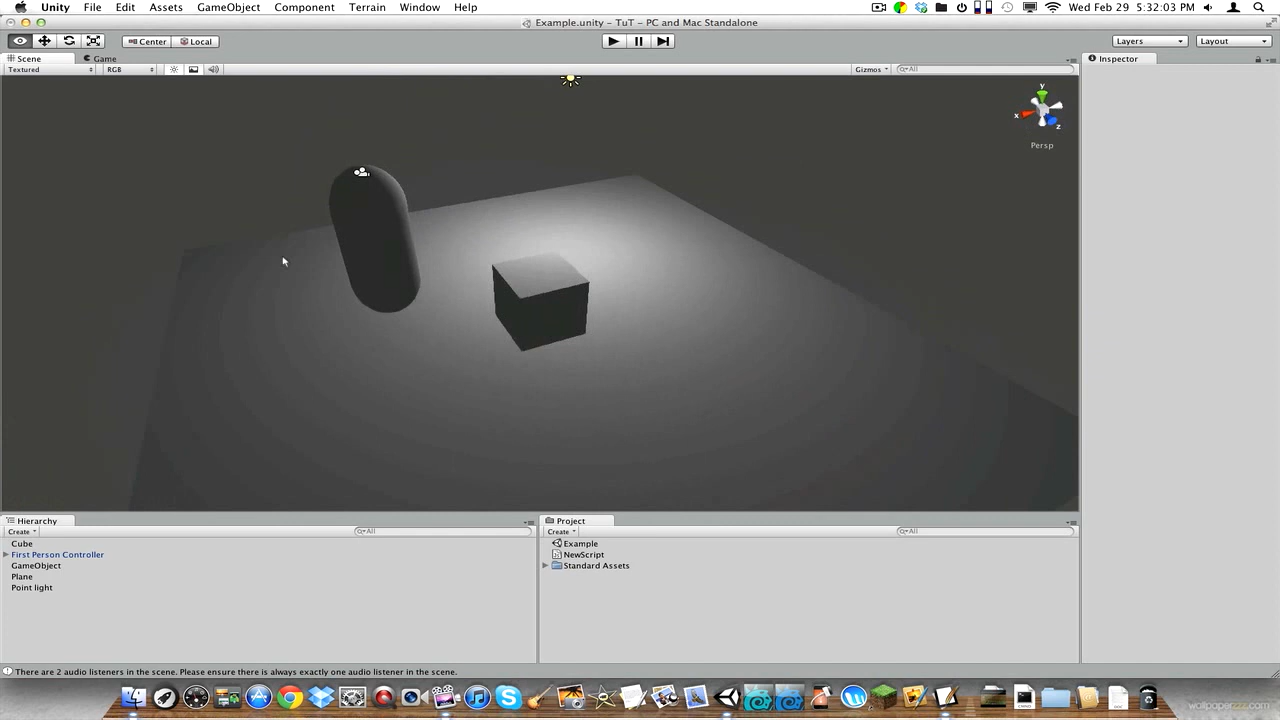 Unity File Edit Assets GameObject Component Terrain Window Help Wed Feb 29 5:32:03 PM
Example.unity – TuT – PC and Mac Standalone
Center Local Layers Layout
Scene Game Inspector
Textured RGB Gizmos All
y
x z
Persp
Hierarchy
Create All
Cube
First Person Controller
GameObject
Plane
Point light
Project
Create All
Example
NewScript
Standard Assets
There are 2 audio listeners in the scene. Please ensure there is always exactly one audio listener in the scene.
wallpaperzzz.com